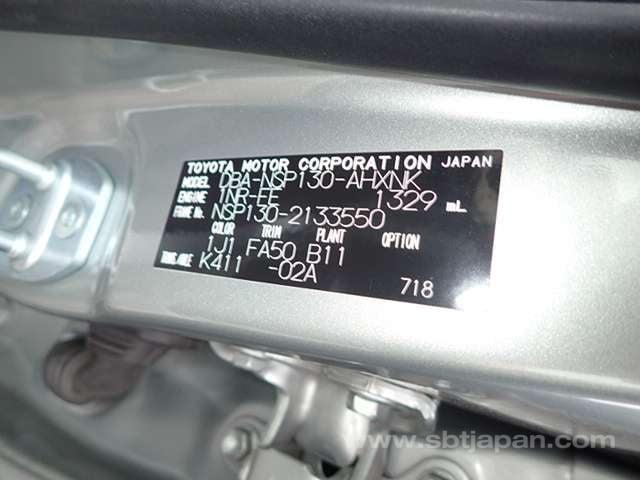 TOYOTA MOTOR CORPORATION JAPAN
MODEL DBA-NSP130-AHXNK
ENGINE 1NR-FE 1329 mL
FRAME No. NSP130-2133550
COLOR TRIM PLANT OPTION
1J1 FA50 B11
TRANS./AXLE K411 -02A
718
www.sbtjapan.com